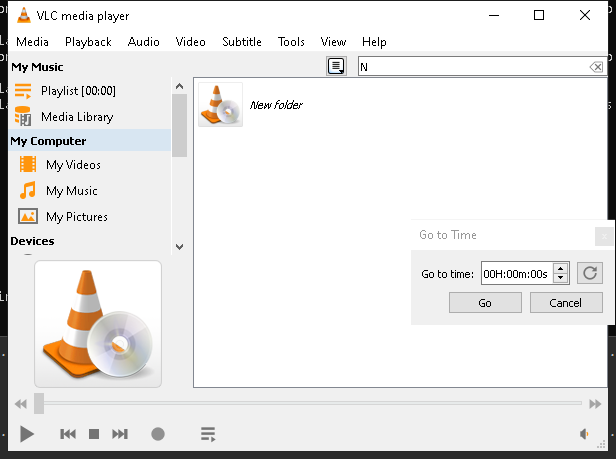 VLC media player
Media Playback Audio Video Subtitle Tools View Help
My Music
N
Playlist [00:00]
New folder
Media Library
My Computer
My Videos
My Music
My Pictures
Devices
Go to Time
Go to time: 00H:00m:00s
Go Cancel